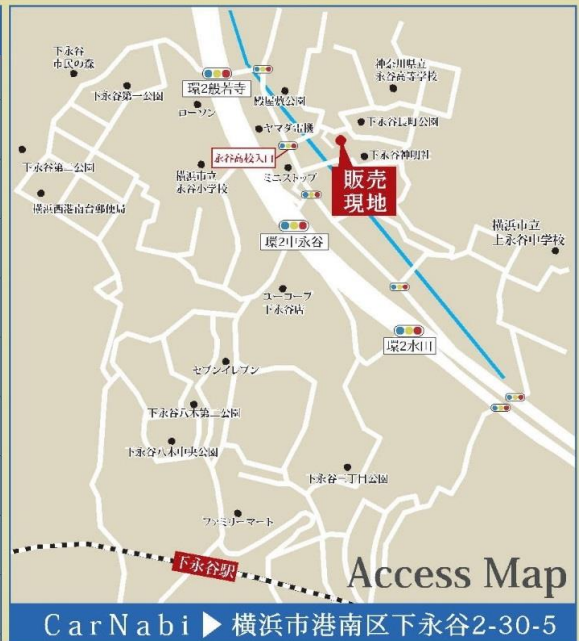 下永谷
市民の森
下永谷第一公園
環2般若寺
ローソン
殿屋敷公園
神奈川県立
永谷高等学校
ヤマダ電機
下永谷長町公園
永谷高校入口
下永谷神明社
下永谷第二公園
横浜市立
永谷小学校
ミニストップ
販売
現地
横浜西港南台郵便局
環2中永谷
横浜市立
上永谷中学校
ユーコープ
下永谷店
環2水田
セブンイレブン
下永谷八木第二公園
下永谷八木中央公園
下永谷二丁目公園
ファミリーマート
下永谷駅
Access Map
CarNabi ▶ 横浜市港南区下永谷2-30-5